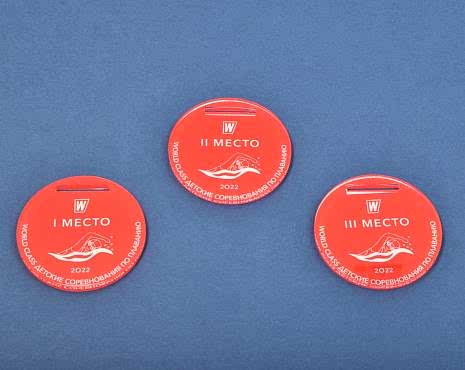 W
II МЕСТО
2022
WORLD CLASS ДЕТСКИЕ СОРЕВНОВАНИЯ ПО ПЛАВАНИЮ
W
I МЕСТО
2022
WORLD CLASS ДЕТСКИЕ СОРЕВНОВАНИЯ ПО ПЛАВАНИЮ
W
III МЕСТО
2022
WORLD CLASS ДЕТСКИЕ СОРЕВНОВАНИЯ ПО ПЛАВАНИЮ